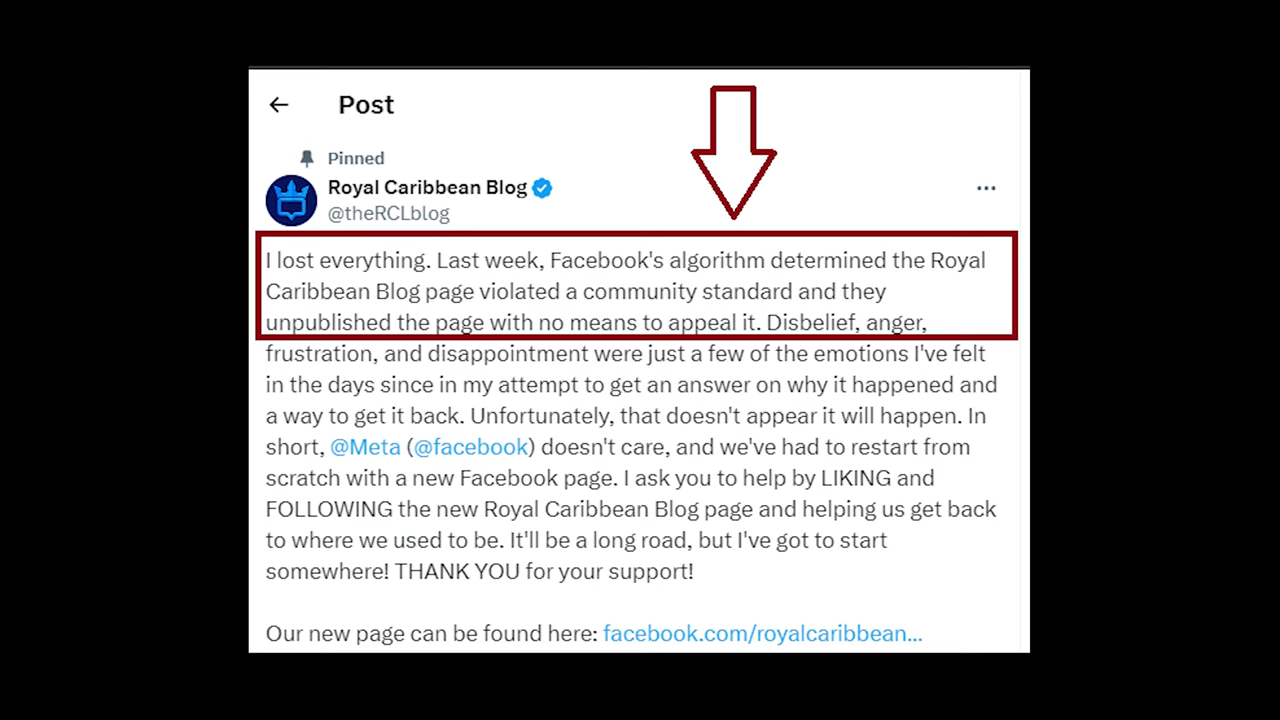 Post
Pinned
Royal Caribbean Blog
@theRCLblog
I lost everything. Last week, Facebook's algorithm determined the Royal
Caribbean Blog page violated a community standard and they
unpublished the page with no means to appeal it. Disbelief, anger,
frustration, and disappointment were just a few of the emotions I've felt
in the days since in my attempt to get an answer on why it happened and
a way to get it back. Unfortunately, that doesn't appear it will happen. In
short, @Meta (@facebook) doesn't care, and we've had to restart from
scratch with a new Facebook page. I ask you to help by LIKING and
FOLLOWING the new Royal Caribbean Blog page and helping us get back
to where we used to be. It'll be a long road, but I've got to start
somewhere! THANK YOU for your support!
Our new page can be found here: facebook.com/royalcaribbean...